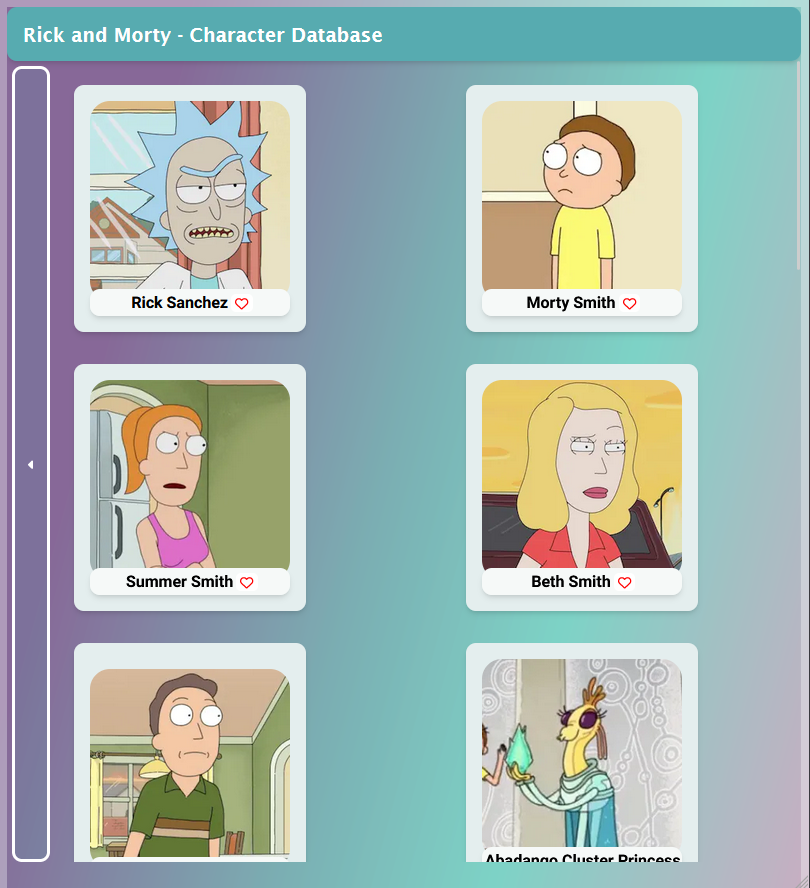 Rick and Morty - Character Database
Rick Sanchez
Morty Smith
Summer Smith
Beth Smith
Abadango Cluster Princess